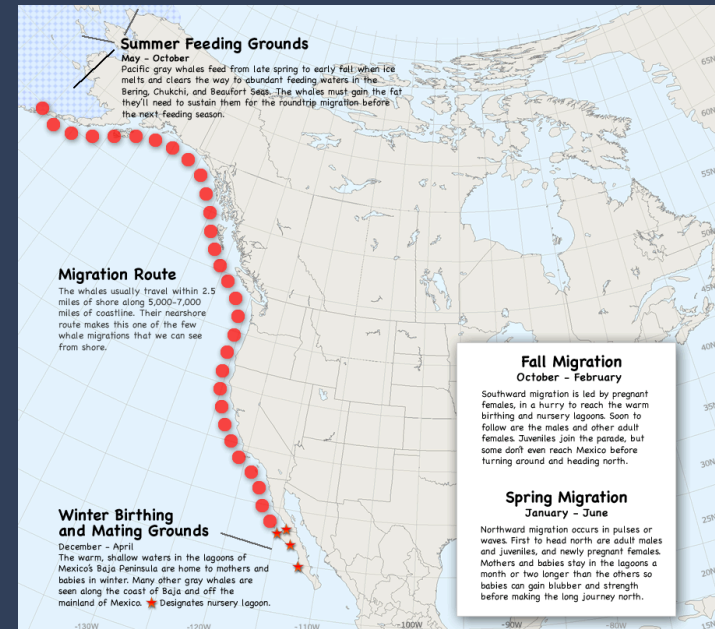 Summer Feeding Grounds
May - October
Pacific gray whales feed from late spring to early fall when ice
melts and clears the way to abundant feeding waters in the
Bering, Chukchi, and Beaufort Seas. The whales must gain the fat
they'll need to sustain them for the roundtrip migration before
the next feeding season.
65N
60N
55N
50N
45N
40N
35N
30N
25N
20N
15N
Migration Route
The whales usually travel within 2.5
miles of shore along 5,000-7,000
miles of coastline. Their nearshore
route makes this one of the few
whale migrations that we can see
from shore.
Fall Migration
October - February
Southward migration is led by pregnant
females, in a hurry to reach the warm
birthing and nursery lagoons. Soon to
follow are the males and other adult
females. Juveniles join the parade, but
some don't even reach Mexico before
turning around and heading north.
Spring Migration
January - June
Northward migration occurs in pulses or
waves. First to head north are adult males
and juveniles, and newly pregnant females.
Mothers and babies stay in the lagoons a
month or two longer than the others so
babies can gain blubber and strength
before making the long journey north.
Winter Birthing
and Mating Grounds
December - April
The warm, shallow waters in the lagoons of
Mexico's Baja Peninsula are home to mothers and
babies in winter. Many other gray whales are
seen along the coast of Baja and off the
mainland of Mexico. ★ Designates nursery lagoon.
-130W
-120W
-110W
-100W
-90W
-80W